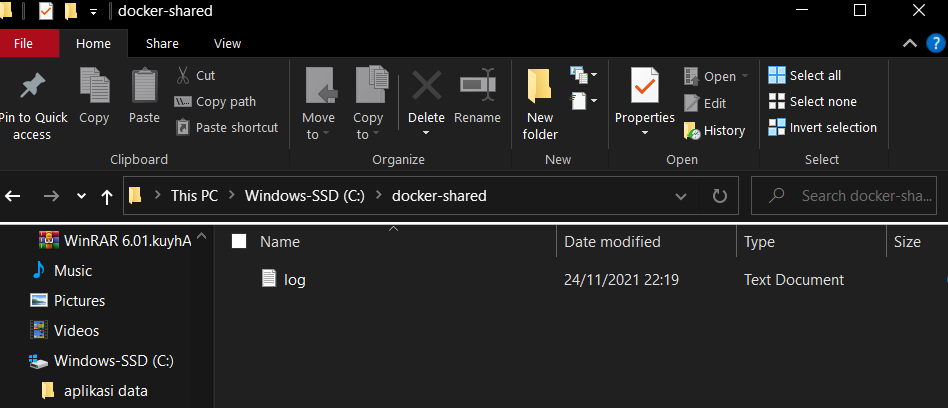 docker-shared
File Home Share View
Pin to Quick access
Copy
Paste
Cut
Copy path
Paste shortcut
Clipboard
Move to
Copy to
Delete
Rename
Organize
New folder
New
Properties
Open
Edit
History
Open
Select all
Select none
Invert selection
Select
This PC Windows-SSD (C:) docker-shared
Search docker-sha...
WinRAR 6.01.kuyhA
Music
Pictures
Videos
Windows-SSD (C:)
aplikasi data
Name Date modified Type Size
log 24/11/2021 22:19 Text Document